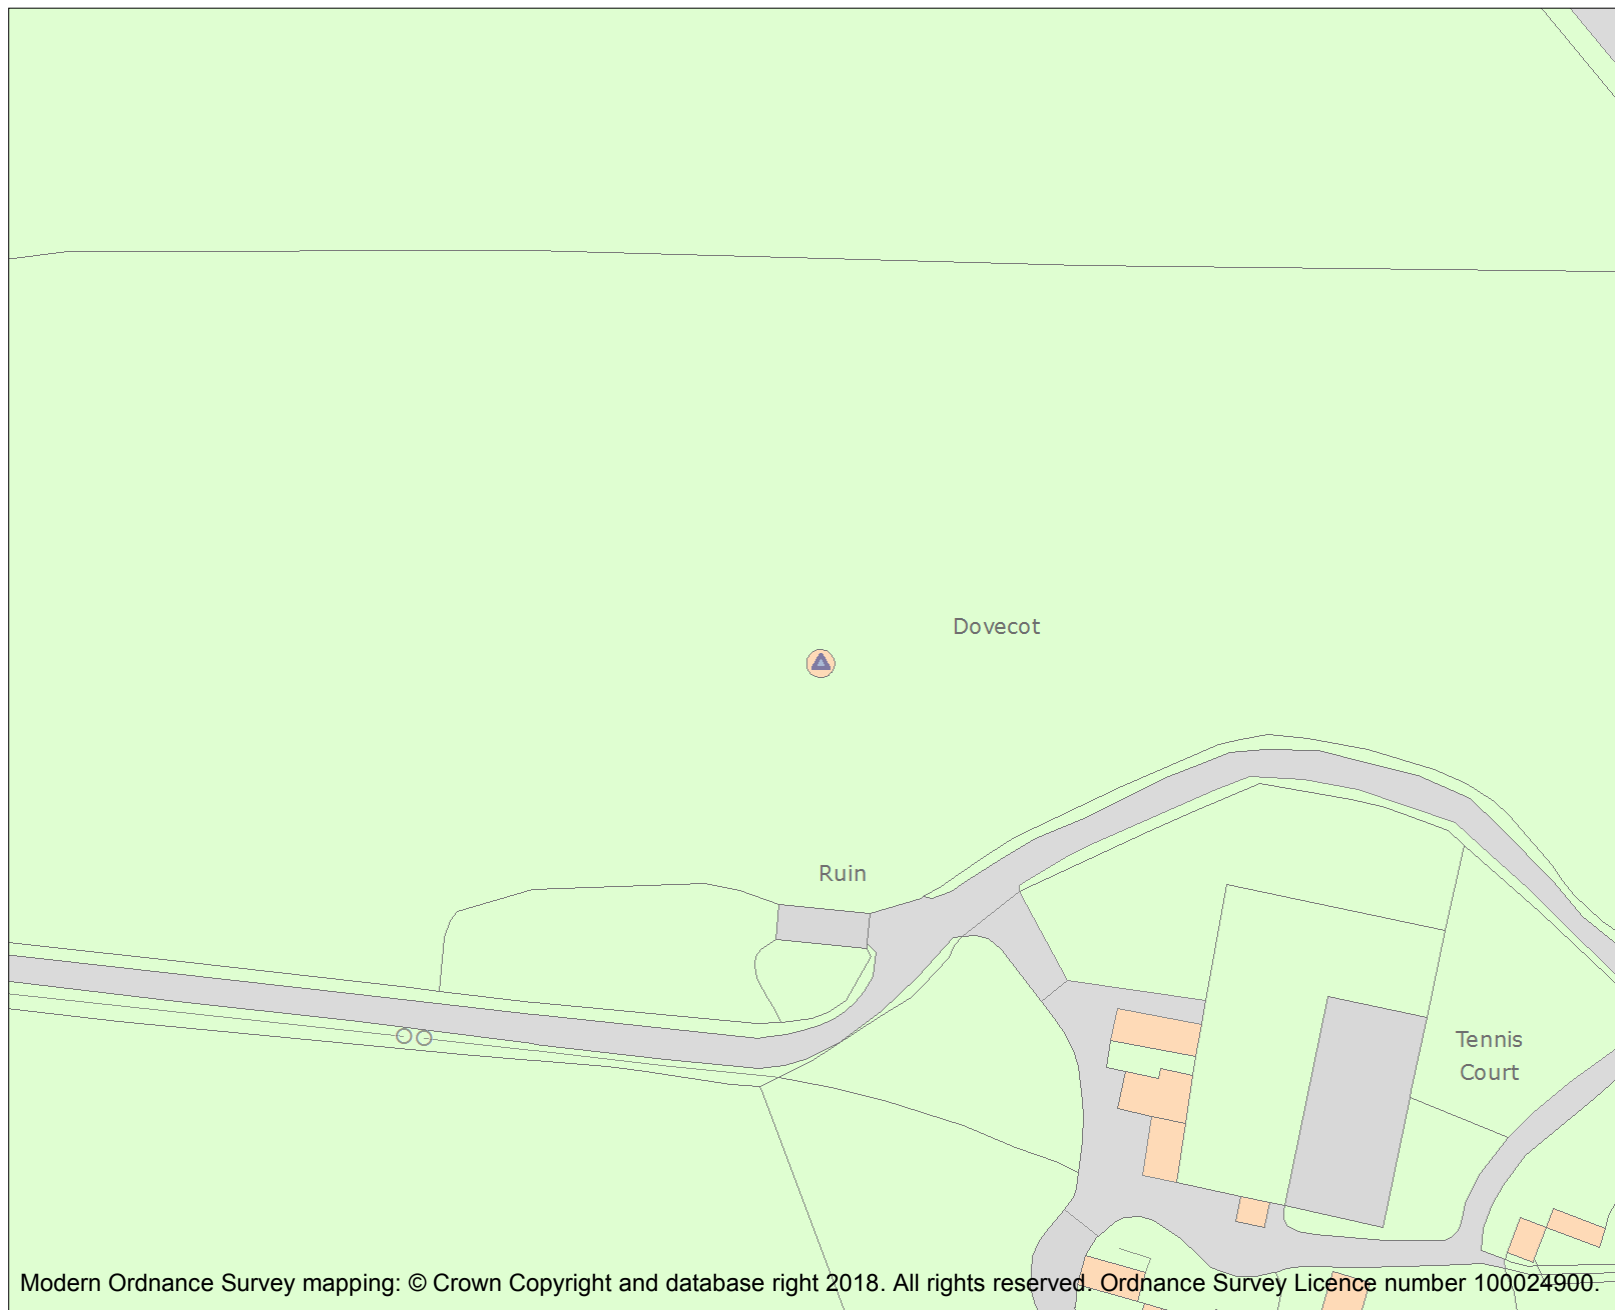 Dovecot
Ruin
Tennis
Court
Modern Ordnance Survey mapping: © Crown Copyright and database right 2018. All rights reserved. Ordnance Survey Licence number 100024900.